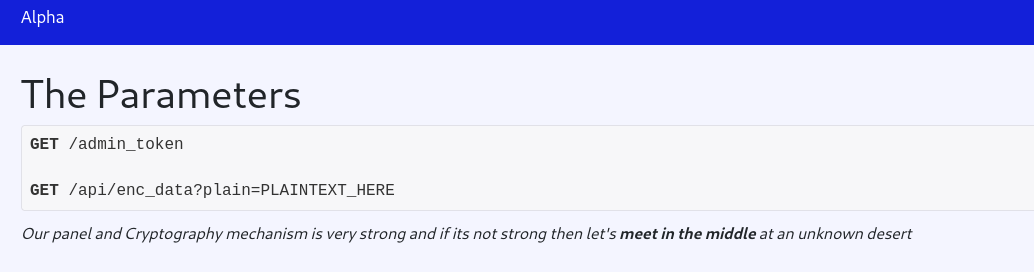 Alpha
The Parameters
GET /admin_token
GET /api/enc_data?plain=PLAINTEXT_HERE
Our panel and Cryptography mechanism is very strong and if its not strong then let's meet in the middle at an unknown desert